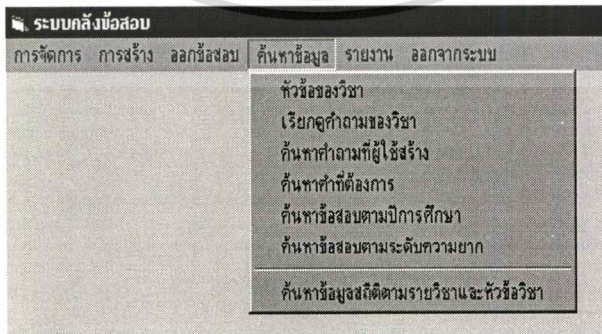 ระบบคลังข้อสอบ
การจัดการ การสร้าง ออกข้อสอบ ค้นหาข้อมูล รายงาน ออกจากระบบ
หัวข้อของวิชา
เรียกดูคำถามของวิชา
ค้นหาคำถามที่ผู้ใช้สร้าง
ค้นหาคำที่ต้องการ
ค้นหาข้อสอบตามปีการศึกษา
ค้นหาข้อสอบตามระดับความยาก
ค้นหาข้อมูลสถิติตามรายวิชาและหัวข้อวิชา